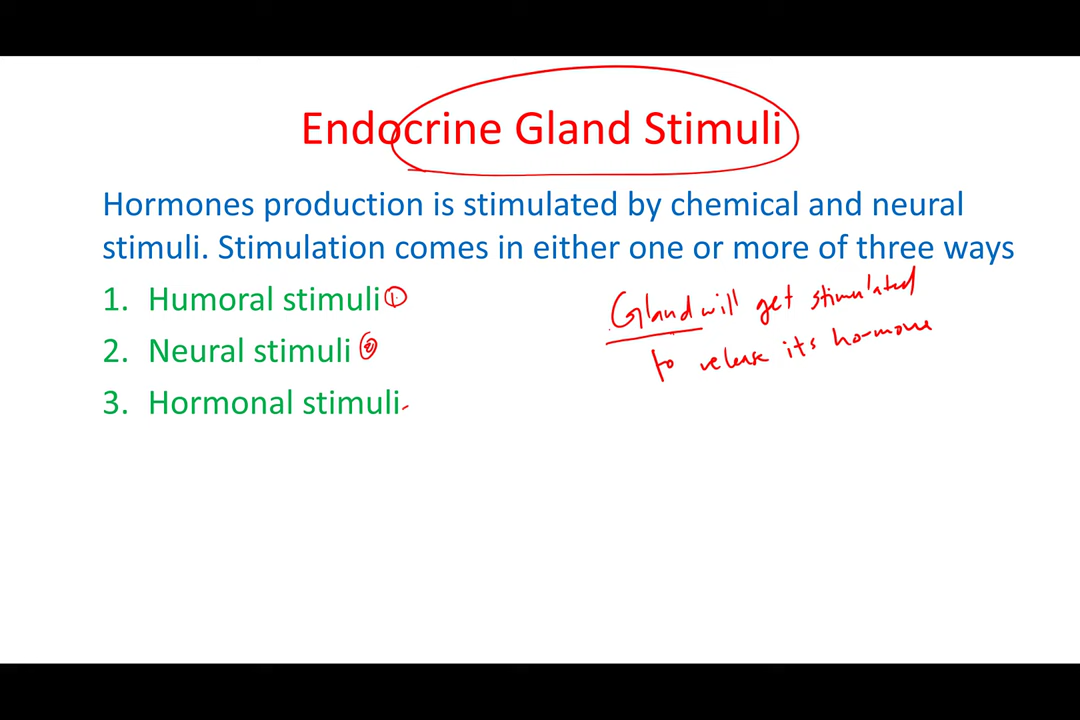 Endocrine Gland Stimuli
Hormones production is stimulated by chemical and neural
stimuli. Stimulation comes in either one or more of three ways
1. Humoral stimuli ①
2. Neural stimuli ②
3. Hormonal stimuli
Gland will get stimulated
to release its hormone